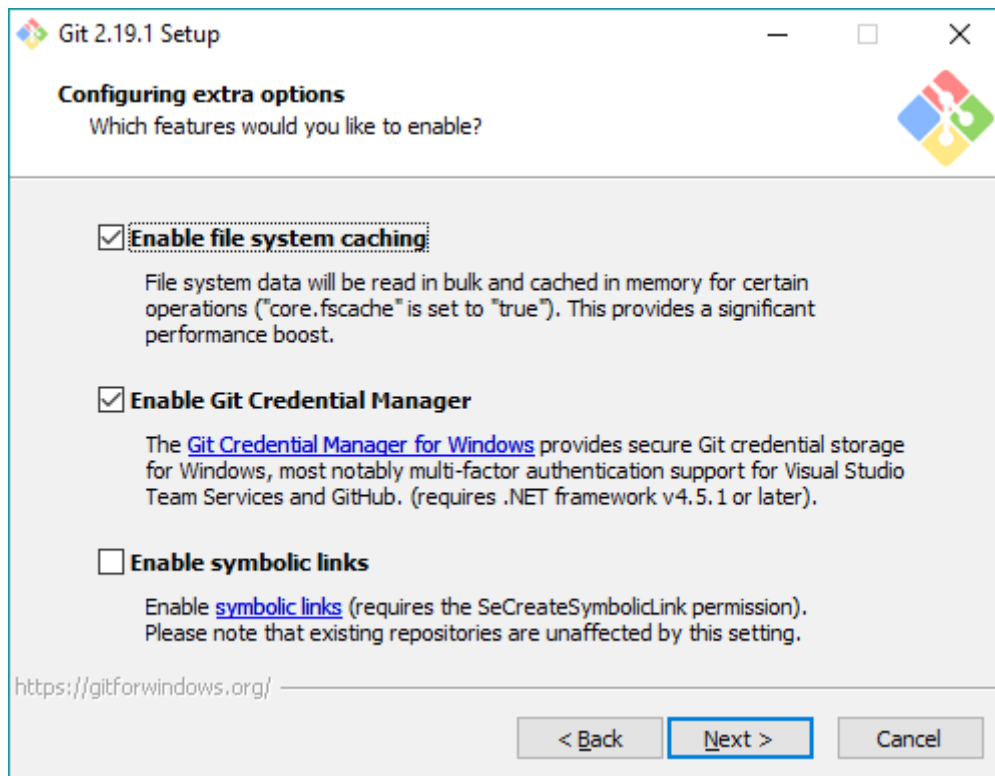 Git 2.19.1 Setup
Configuring extra options
Which features would you like to enable?
Enable file system caching
File system data will be read in bulk and cached in memory for certain
operations ("core.fscache" is set to "true"). This provides a significant
performance boost.
Enable Git Credential Manager
The Git Credential Manager for Windows provides secure Git credential storage
for Windows, most notably multi-factor authentication support for Visual Studio
Team Services and GitHub. (requires .NET framework v4.5.1 or later).
Enable symbolic links
Enable symbolic links (requires the SeCreateSymbolicLink permission).
Please note that existing repositories are unaffected by this setting.
https://gitforwindows.org/
< Back
Next >
Cancel